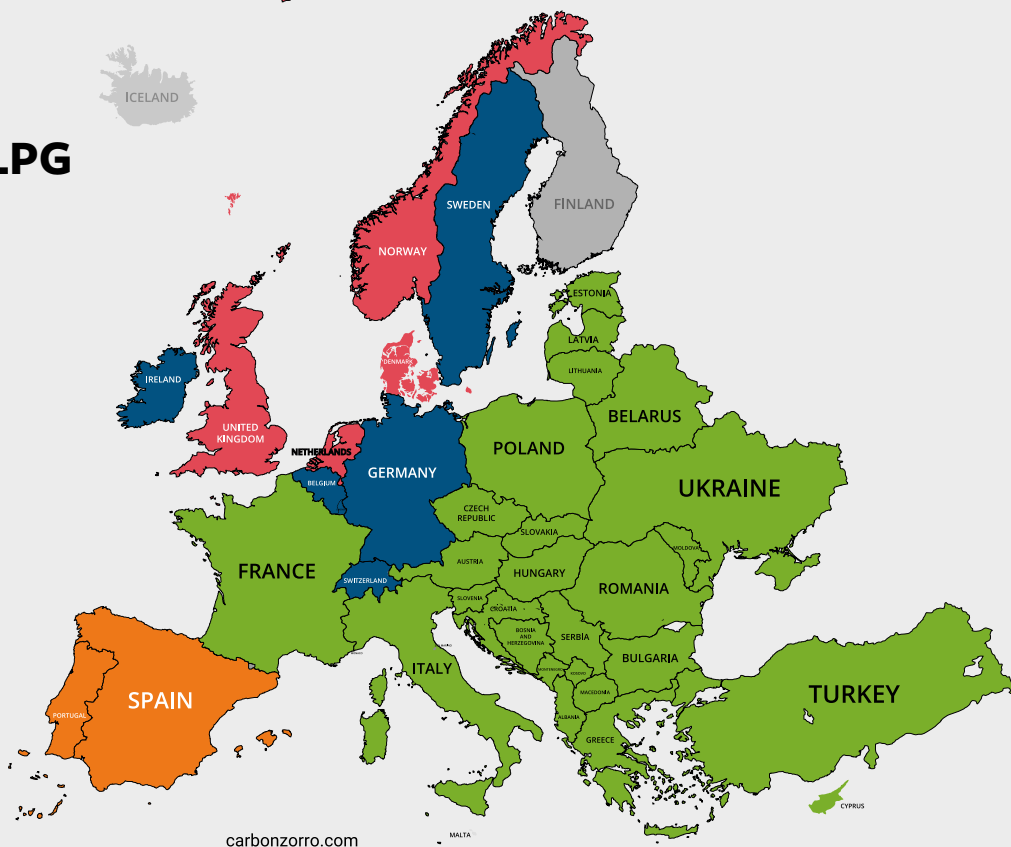 ICELAND
LPG
SWEDEN
FINLAND
NORWAY
ESTONIA
LATVIA
DENMARK
LITHUANIA
IRELAND
BELARUS
UNITED
KINGDOM
NETHERLANDS
POLAND
GERMANY
BELGIUM
UKRAINE
CZECH
REPUBLIC
SLOVAKIA
MOLDOVA
AUSTRIA
FRANCE
HUNGARY
SWITZERLAND
ROMANIA
SLOVENIA
CROATIA
BOSNIA
AND
HERZEGOVINA
SERBIA
BULGARIA
ITALY
MONTENEGRO
KOSOVO
MACEDONIA
TURKEY
SPAIN
PORTUGAL
ALBANIA
GREECE
CYPRUS
MALTA
carbonzorro.com